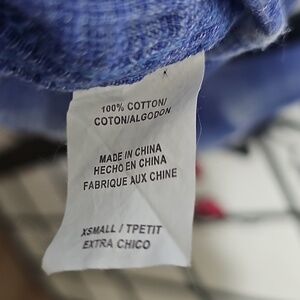 100% COTTON/
COTON/ALGODON
MADE IN CHINA
HECHO EN CHINA
FABRIQUE AUX CHINE
XSMALL / TPETIT
EXTRA CHICO